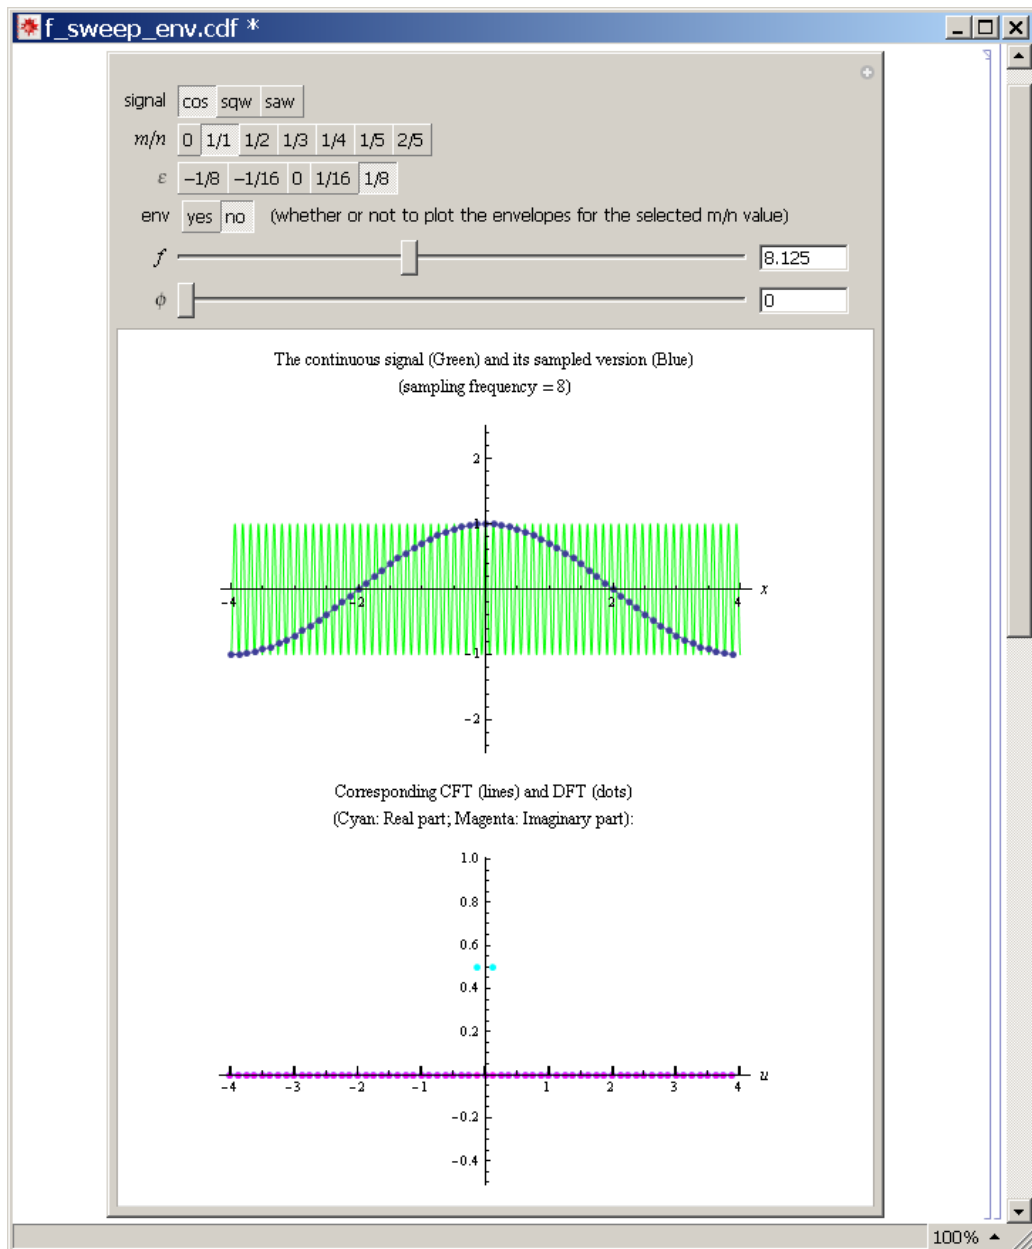 f_sweep_env.cdf *
signal cos sqw saw
m/n 0 1/1 1/2 1/3 1/4 1/5 2/5
ε −1/8 −1/16 0 1/16 1/8
env yes no (whether or not to plot the envelopes for the selected m/n value)
f 8.125
ϕ 0
The continuous signal (Green) and its sampled version (Blue)
(sampling frequency = 8)
2
1
-4 -2 2 4 x
-1
-2
Corresponding CFT (lines) and DFT (dots)
(Cyan: Real part; Magenta: Imaginary part):
1.0
0.8
0.6
0.4
0.2
-4 -3 -2 -1 1 2 3 4 u
-0.2
-0.4
100%